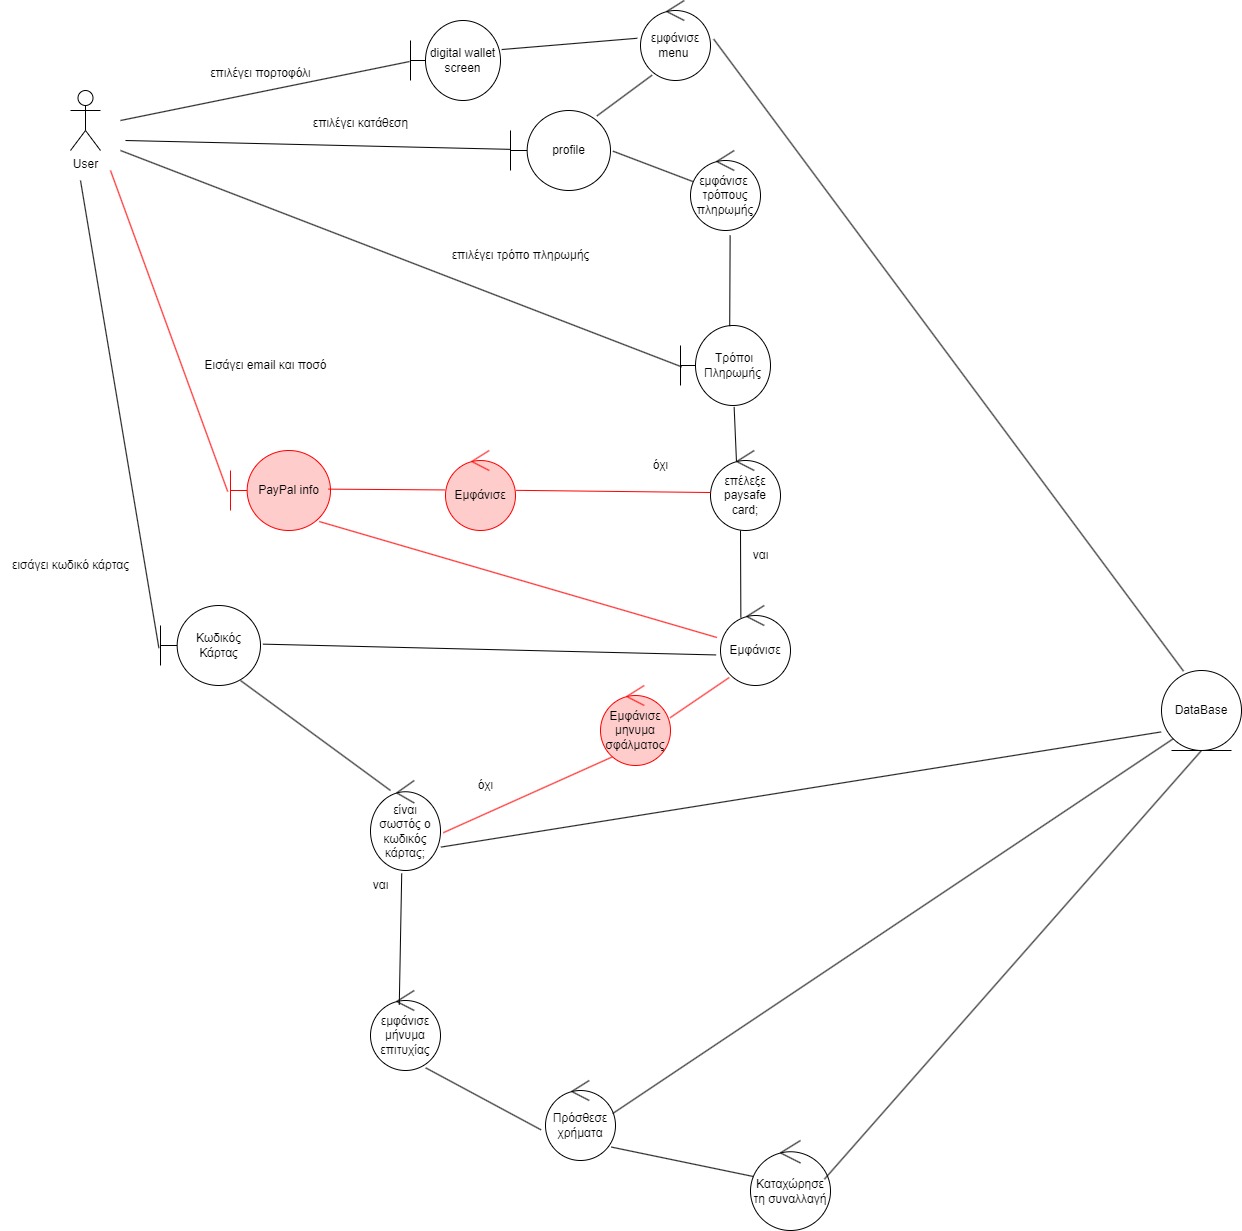 εμφάνισε
menu
digital wallet
screen
επιλέγει πορτοφόλι
επιλέγει κατάθεση
profile
User
εμφάνισε
τρόπους
πληρωμής
επιλέγει τρόπο πληρωμής
Τρόποι
Πληρωμής
Εισάγει email και ποσό
όχι
PayPal info
Εμφάνισε
επέλεξε
paysafe
card;
ναι
εισάγει κωδικό κάρτας
Κωδικός
Κάρτας
Εμφάνισε
DataBase
Εμφάνισε
μηνυμα
σφάλματος
όχι
είναι
σωστός ο
κωδικός
κάρτας;
ναι
εμφάνισε
μήνυμα
επιτυχίας
Πρόσθεσε
χρήματα
Καταχώρησε
τη συναλλαγή